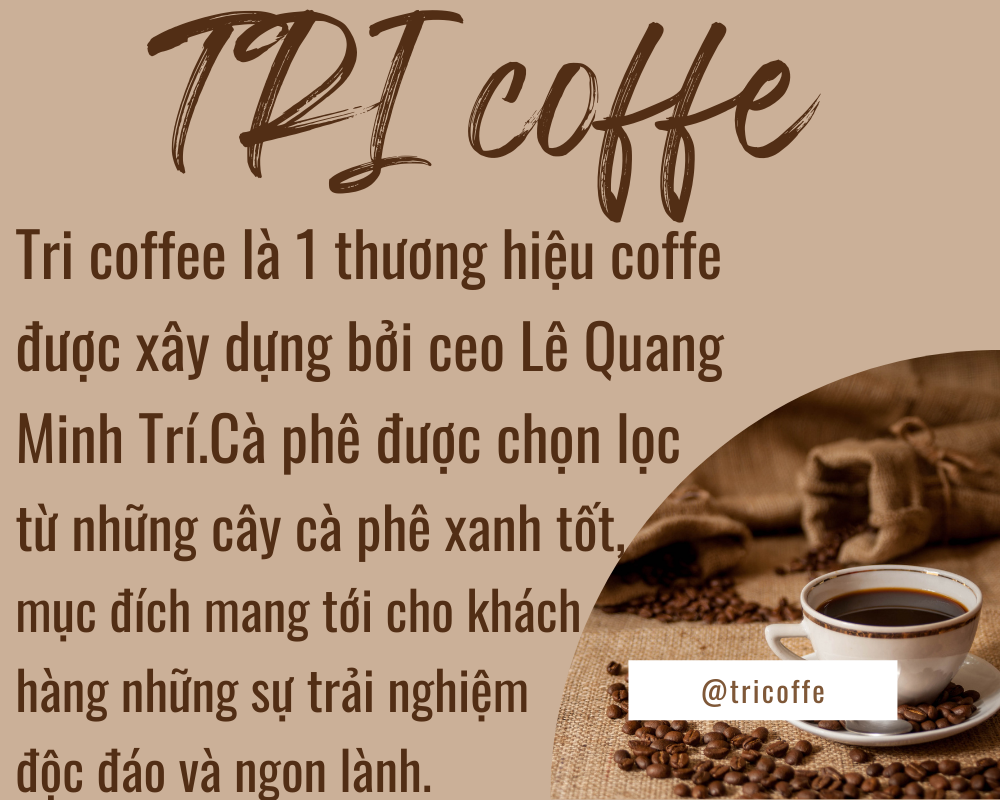 TRI coffe
Tri coffee là 1 thương hiệu coffe
được xây dựng bởi ceo Lê Quang
Minh Trí.Cà phê được chọn lọc
từ những cây cà phê xanh tốt,
mục đích mang tới cho khách
hàng những sự trải nghiệm
độc đáo và ngon lành.
@tricoffe